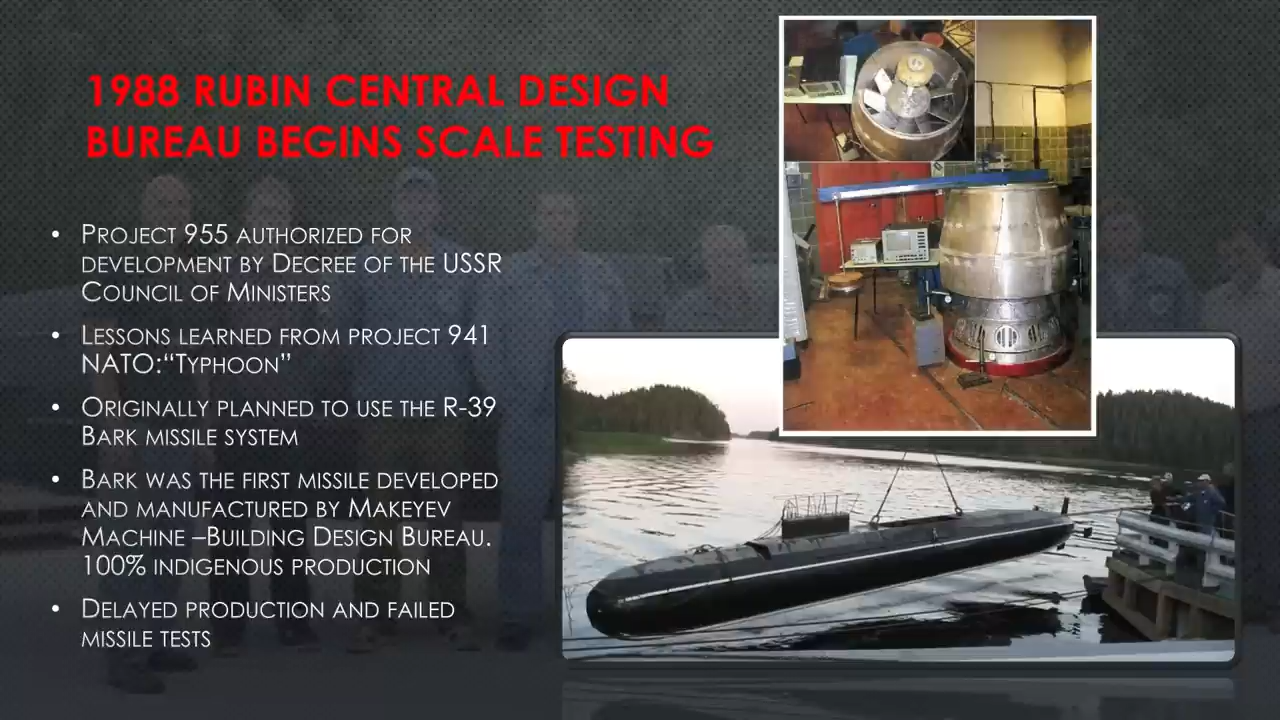 1988 RUBIN CENTRAL DESIGN
BUREAU BEGINS SCALE TESTING
• PROJECT 955 AUTHORIZED FOR
DEVELOPMENT BY DECREE OF THE USSR
COUNCIL OF MINISTERS
• LESSONS LEARNED FROM PROJECT 941
NATO:“TYPHOON”
• ORIGINALLY PLANNED TO USE THE R-39
BARK MISSILE SYSTEM
• BARK WAS THE FIRST MISSILE DEVELOPED
AND MANUFACTURED BY MAKEYEV
MACHINE –BUILDING DESIGN BUREAU.
100% INDIGENOUS PRODUCTION
• DELAYED PRODUCTION AND FAILED
MISSILE TESTS